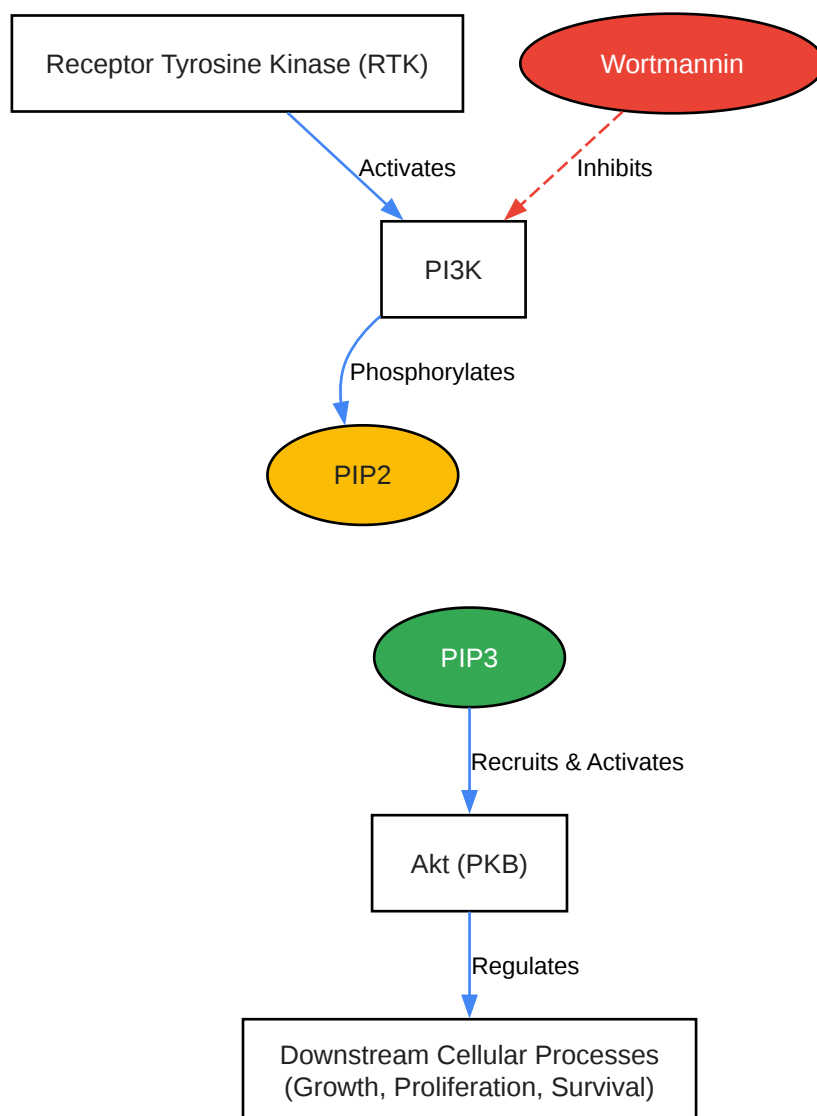 Receptor Tyrosine Kinase (RTK)
Wortmannin
Activates
Inhibits
PI3K
Phosphorylates
PIP2
PIP3
Recruits & Activates
Akt (PKB)
Regulates
Downstream Cellular Processes
(Growth, Proliferation, Survival)